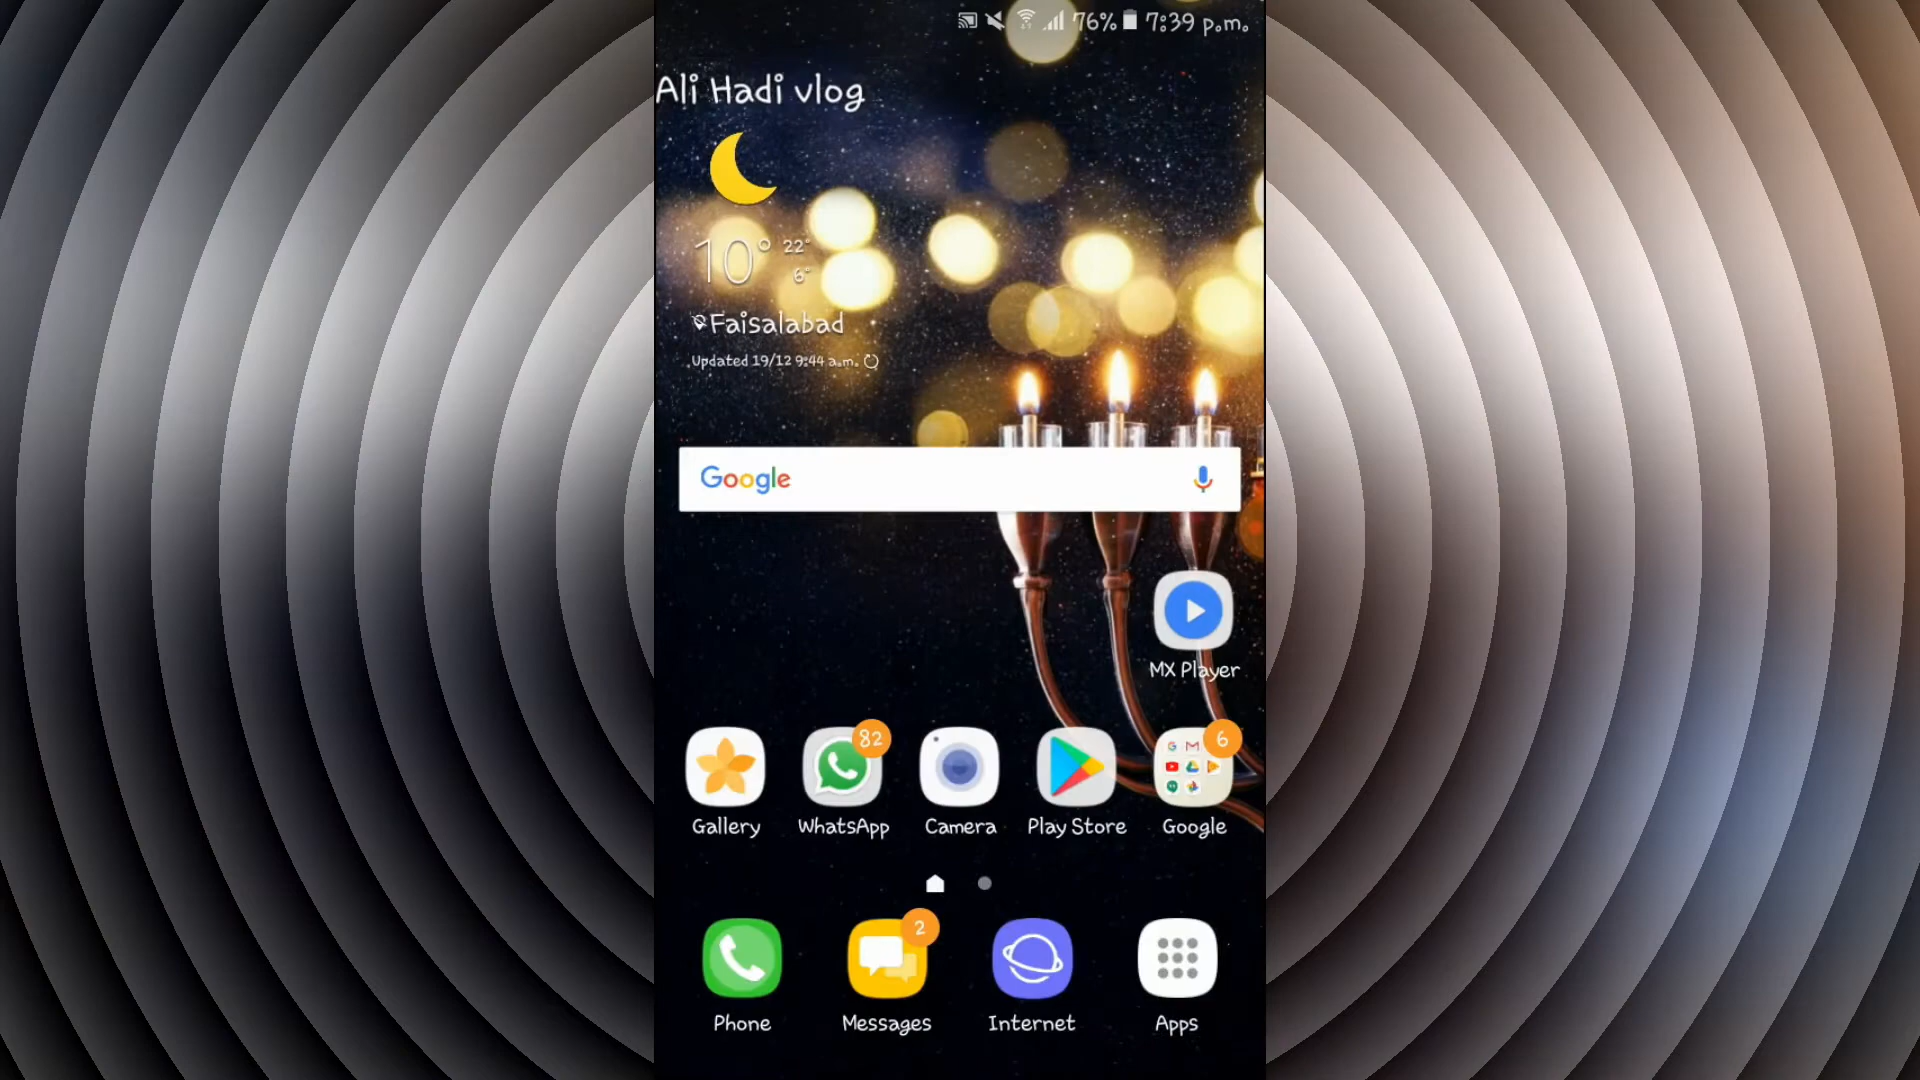 76% 7:39 p.m.
Ali Hadi vlog
10° 22°
6°
Faisalabad
Updated 19/12 9:44 a.m.
Google
MX Player
82
6
Gallery
WhatsApp
Camera
Play Store
Google
2
Phone
Messages
Internet
Apps